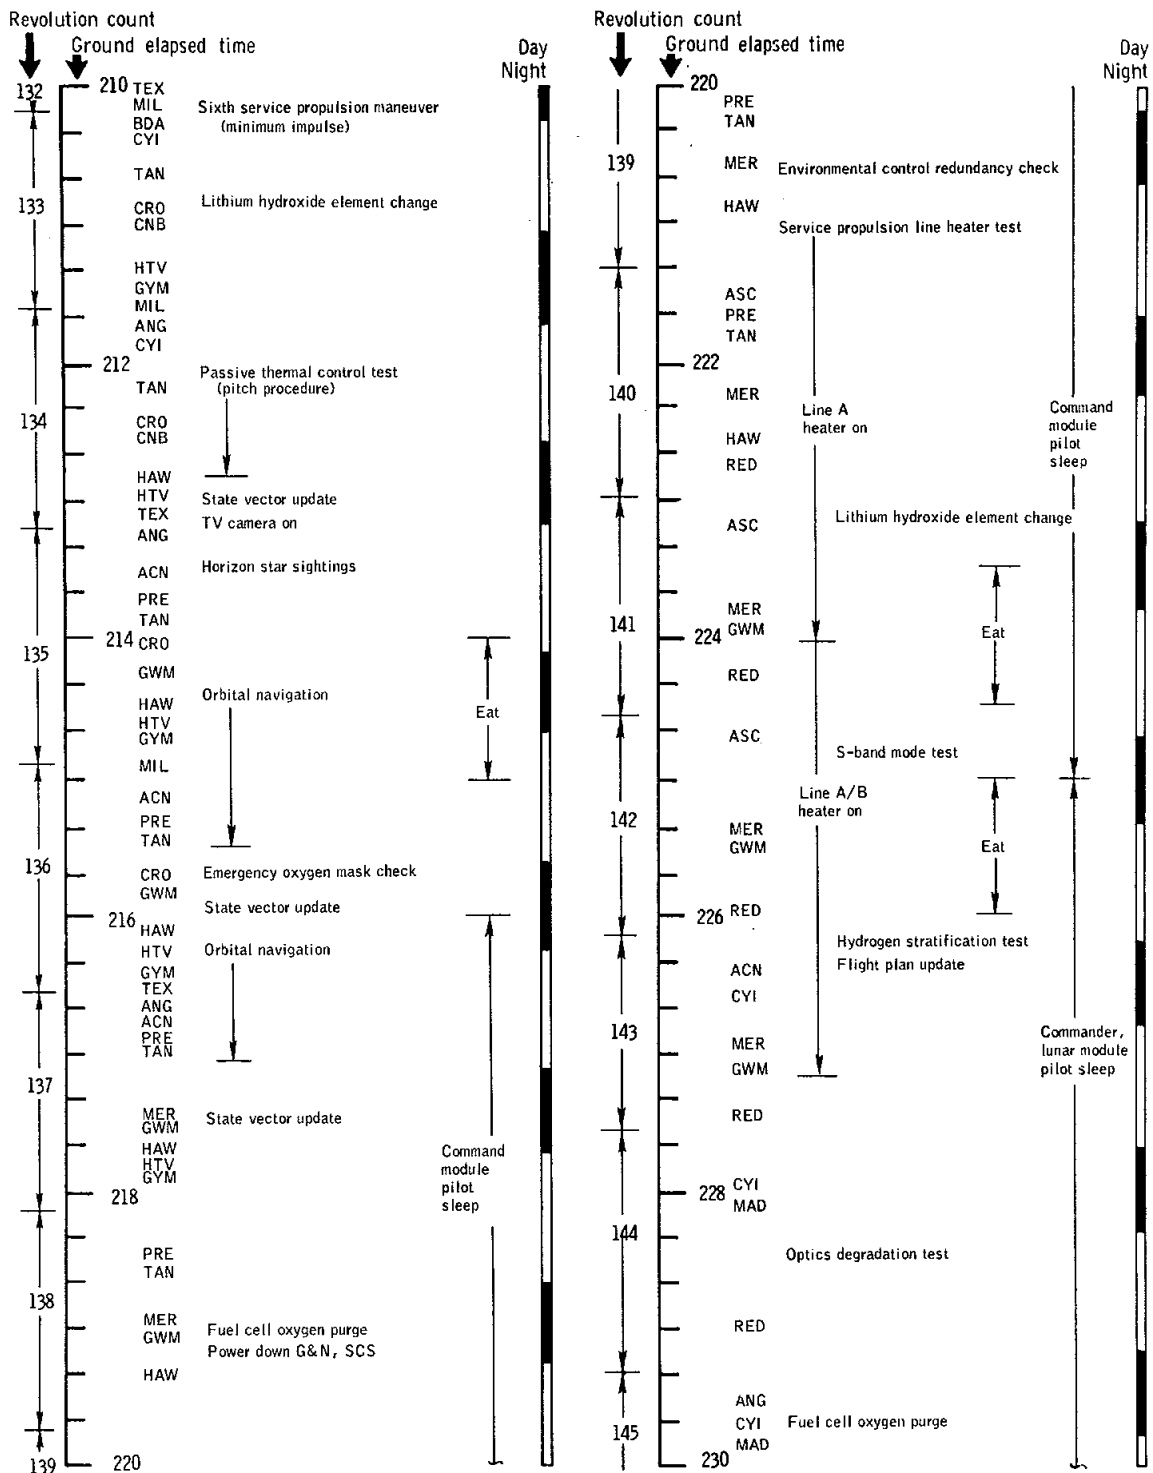 Revolution count
Ground elapsed time
Day
Night
132
210
TEX
MIL
Sixth service propulsion maneuver
(minimum impulse)
BDA
CYI
TAN
133
CRO
Lithium hydroxide element change
CNB
HTV
GYM
MIL
ANG
CYI
212
Passive thermal control test
(pitch procedure)
TAN
134
CRO
CNB
HAW
HTV
State vector update
TEX
TV camera on
ANG
ACN
Horizon star sightings
PRE
TAN
214
CRO
135
GWM
HAW
Orbital navigation
Eat
HTV
GYM
MIL
ACN
PRE
TAN
136
CRO
Emergency oxygen mask check
GWM
State vector update
216
HAW
HTV
Orbital navigation
GYM
TEX
ANG
ACN
PRE
TAN
137
MER
State vector update
GWM
HAW
HTV
GYM
Command
module
pilot
sleep
218
PRE
TAN
138
MER
GWM
Fuel cell oxygen purge
Power down G&N, SCS
HAW
139
220
Revolution count
Ground elapsed time
Day
Night
220
PRE
TAN
139
MER
Environmental control redundancy check
HAW
Service propulsion line heater test
ASC
PRE
TAN
222
140
MER
Line A
heater on
Command
module
pilot
sleep
HAW
RED
Lithium hydroxide element change
ASC
MER
GWM
224
141
Eat
RED
ASC
S-band mode test
Line A/B
heater on
142
MER
GWM
Eat
226
RED
Hydrogen stratification test
Flight plan update
ACN
CYI
143
MER
Commander,
lunar module
pilot sleep
GWM
RED
228
CYI
MAD
144
Optics degradation test
RED
ANG
145
CYI
Fuel cell oxygen purge
MAD
230